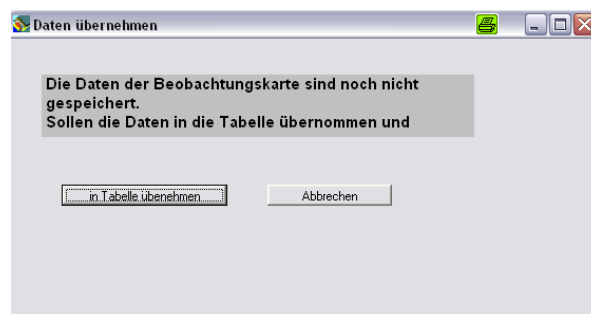 Daten übernehmen
Die Daten der Beobachtungskarte sind noch nicht
gespeichert.
Sollen die Daten in die Tabelle übernommen und
in Tabelle übenehmen
Abbrechen